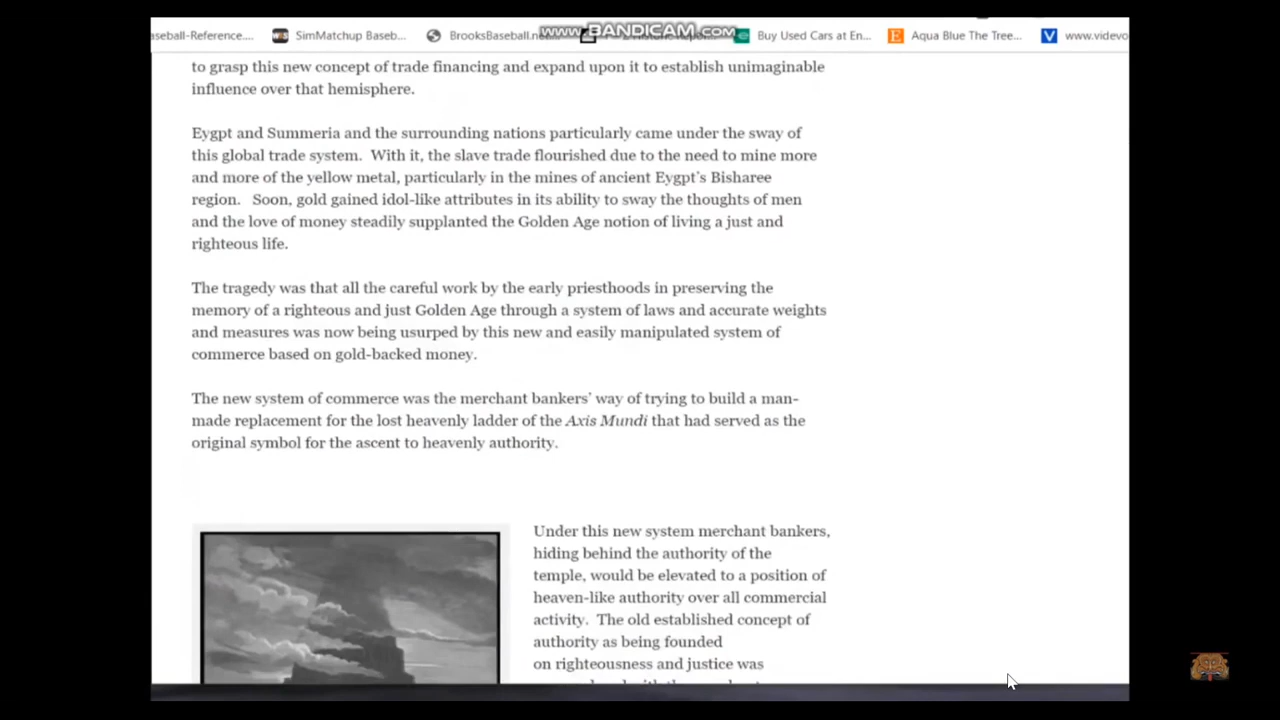 www.BANDICAM.com
aseball-Reference.... SimMatchup Baseb... BrooksBaseball.ne... Buy Used Cars at En... Aqua Blue The Tree... www.videvo
to grasp this new concept of trade financing and expand upon it to establish unimaginable
influence over that hemisphere.
Eygpt and Summeria and the surrounding nations particularly came under the sway of
this global trade system. With it, the slave trade flourished due to the need to mine more
and more of the yellow metal, particularly in the mines of ancient Eygpt's Bisharee
region. Soon, gold gained idol-like attributes in its ability to sway the thoughts of men
and the love of money steadily supplanted the Golden Age notion of living a just and
righteous life.
The tragedy was that all the careful work by the early priesthoods in preserving the
memory of a righteous and just Golden Age through a system of laws and accurate weights
and measures was now being usurped by this new and easily manipulated system of
commerce based on gold-backed money.
The new system of commerce was the merchant bankers' way of trying to build a man-
made replacement for the lost heavenly ladder of the Axis Mundi that had served as the
original symbol for the ascent to heavenly authority.
Under this new system merchant bankers,
hiding behind the authority of the
temple, would be elevated to a position of
heaven-like authority over all commercial
activity. The old established concept of
authority as being founded
on righteousness and justice was